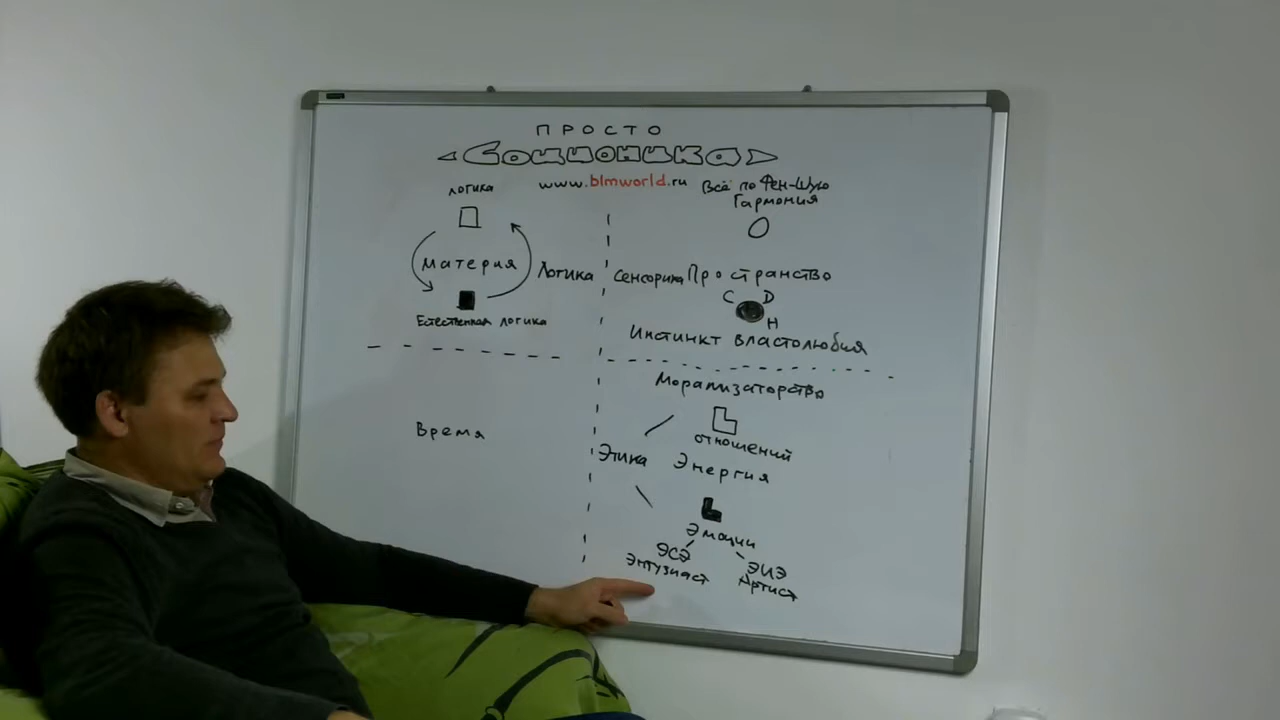 ПРОСТО
Соционика
www.blmworld.ru
логика
Материя
Логика
Естественная логика
Всё по Фен-Шую
Гармония
Сенсорика
Пространство
С D
Н
Инстинкт властолюбия
Время
Морализаторство
отношений
Этика
Энергия
Эмоции
ЭСЭ
Энтузиаст
ЭИЭ
Артист